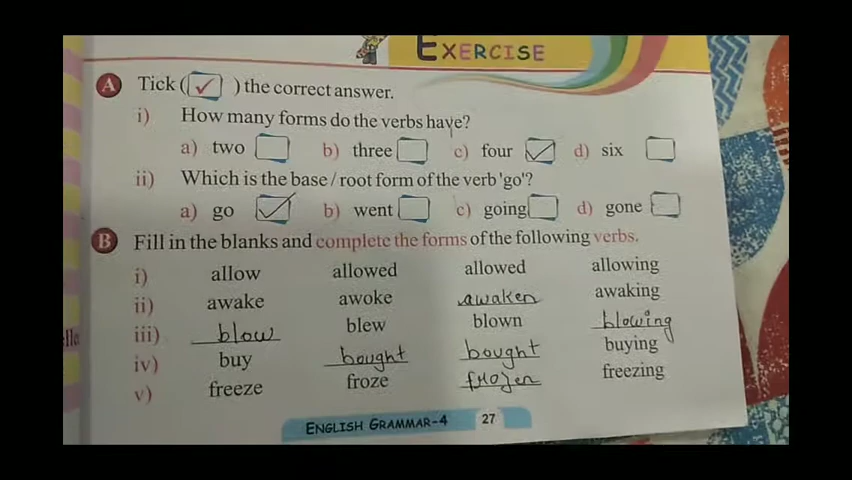 EXERCISE
A Tick ( ✓ ) the correct answer.
i) How many forms do the verbs have?
a) two b) three c) four ✓ d) six
ii) Which is the base / root form of the verb 'go'?
a) go ✓ b) went c) going d) gone
B Fill in the blanks and complete the forms of the following verbs.
i) allow allowed allowed allowing
ii) awake awoke awaken awaking
iii) blow blew blown blowing
iv) buy bought bought buying
v) freeze froze frozen freezing
ENGLISH GRAMMAR-4 27